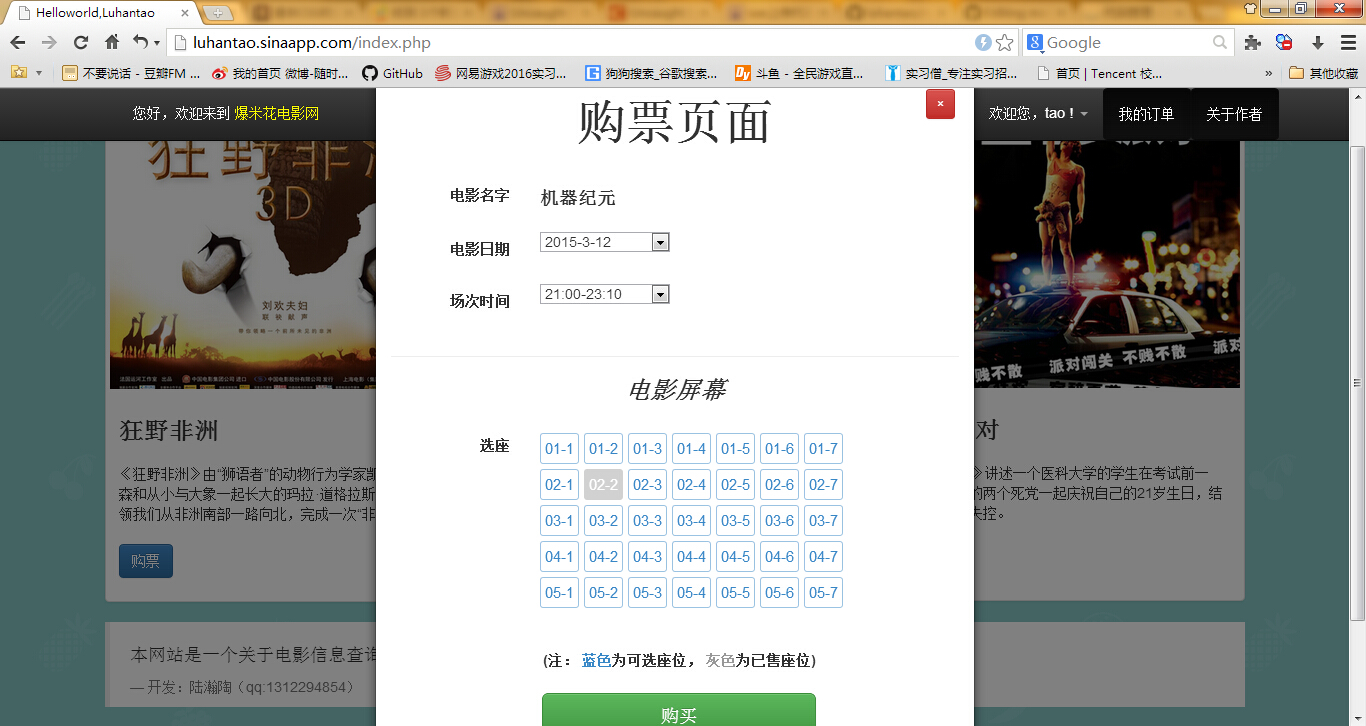 Helloworld,Luhantao
luhantao.sinaapp.com/index.php
Google
不要说话 - 豆瓣FM ...
我的首页 微博-随时...
GitHub
网易游戏2016实习...
狗狗搜索_谷歌搜索...
斗鱼 - 全民游戏直...
实习僧_专注实习招...
首页 | Tencent 校...
»
其他收藏
您好，欢迎来到 爆米花电影网
欢迎您，tao !
我的订单
关于作者
购票页面
×
电影名字
机器纪元
电影日期
2015-3-12
场次时间
21:00-23:10
电影屏幕
选座
01-1 01-2 01-3 01-4 01-5 01-6 01-7
02-1 02-2 02-3 02-4 02-5 02-6 02-7
03-1 03-2 03-3 03-4 03-5 03-6 03-7
04-1 04-2 04-3 04-4 04-5 04-6 04-7
05-1 05-2 05-3 05-4 05-5 05-6 05-7
(注： 蓝色为可选座位， 灰色为已售座位)
购买
狂野非洲
3D
刘欢夫妇
联袂献声
狂野非洲
《狂野非洲》由“狮语者”的动物行为学家凯
森和从小与大象一起长大的玛拉·道格拉斯
领我们从非洲南部一路向北，完成一次“非
购票
派对闯关 不贱不散 派对
贱不散
对
讲述一个医科大学的学生在考试前一
的两个死党一起庆祝自己的21岁生日，结
失控。
本网站是一个关于电影信息查询
— 开发：陆瀚陶（qq:1312294854）